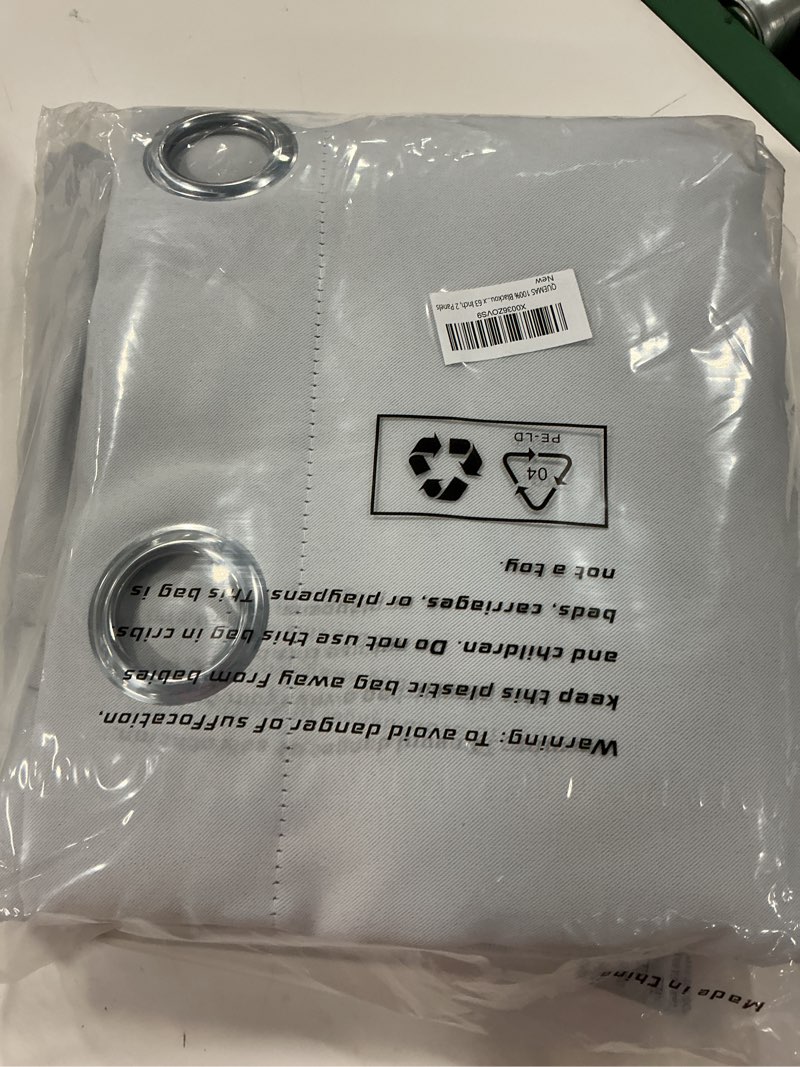 Warning: To avoid danger of suffocation,
keep this plastic bag away from babies
and children. Do not use this bag in cribs,
beds, carriages, or playpens. This bag is
not a toy.
04
PE-LD
X0036ZOVS9
QUEMAS 100% Blackou...x 63 Inch, 2 Panels
New
Made in China